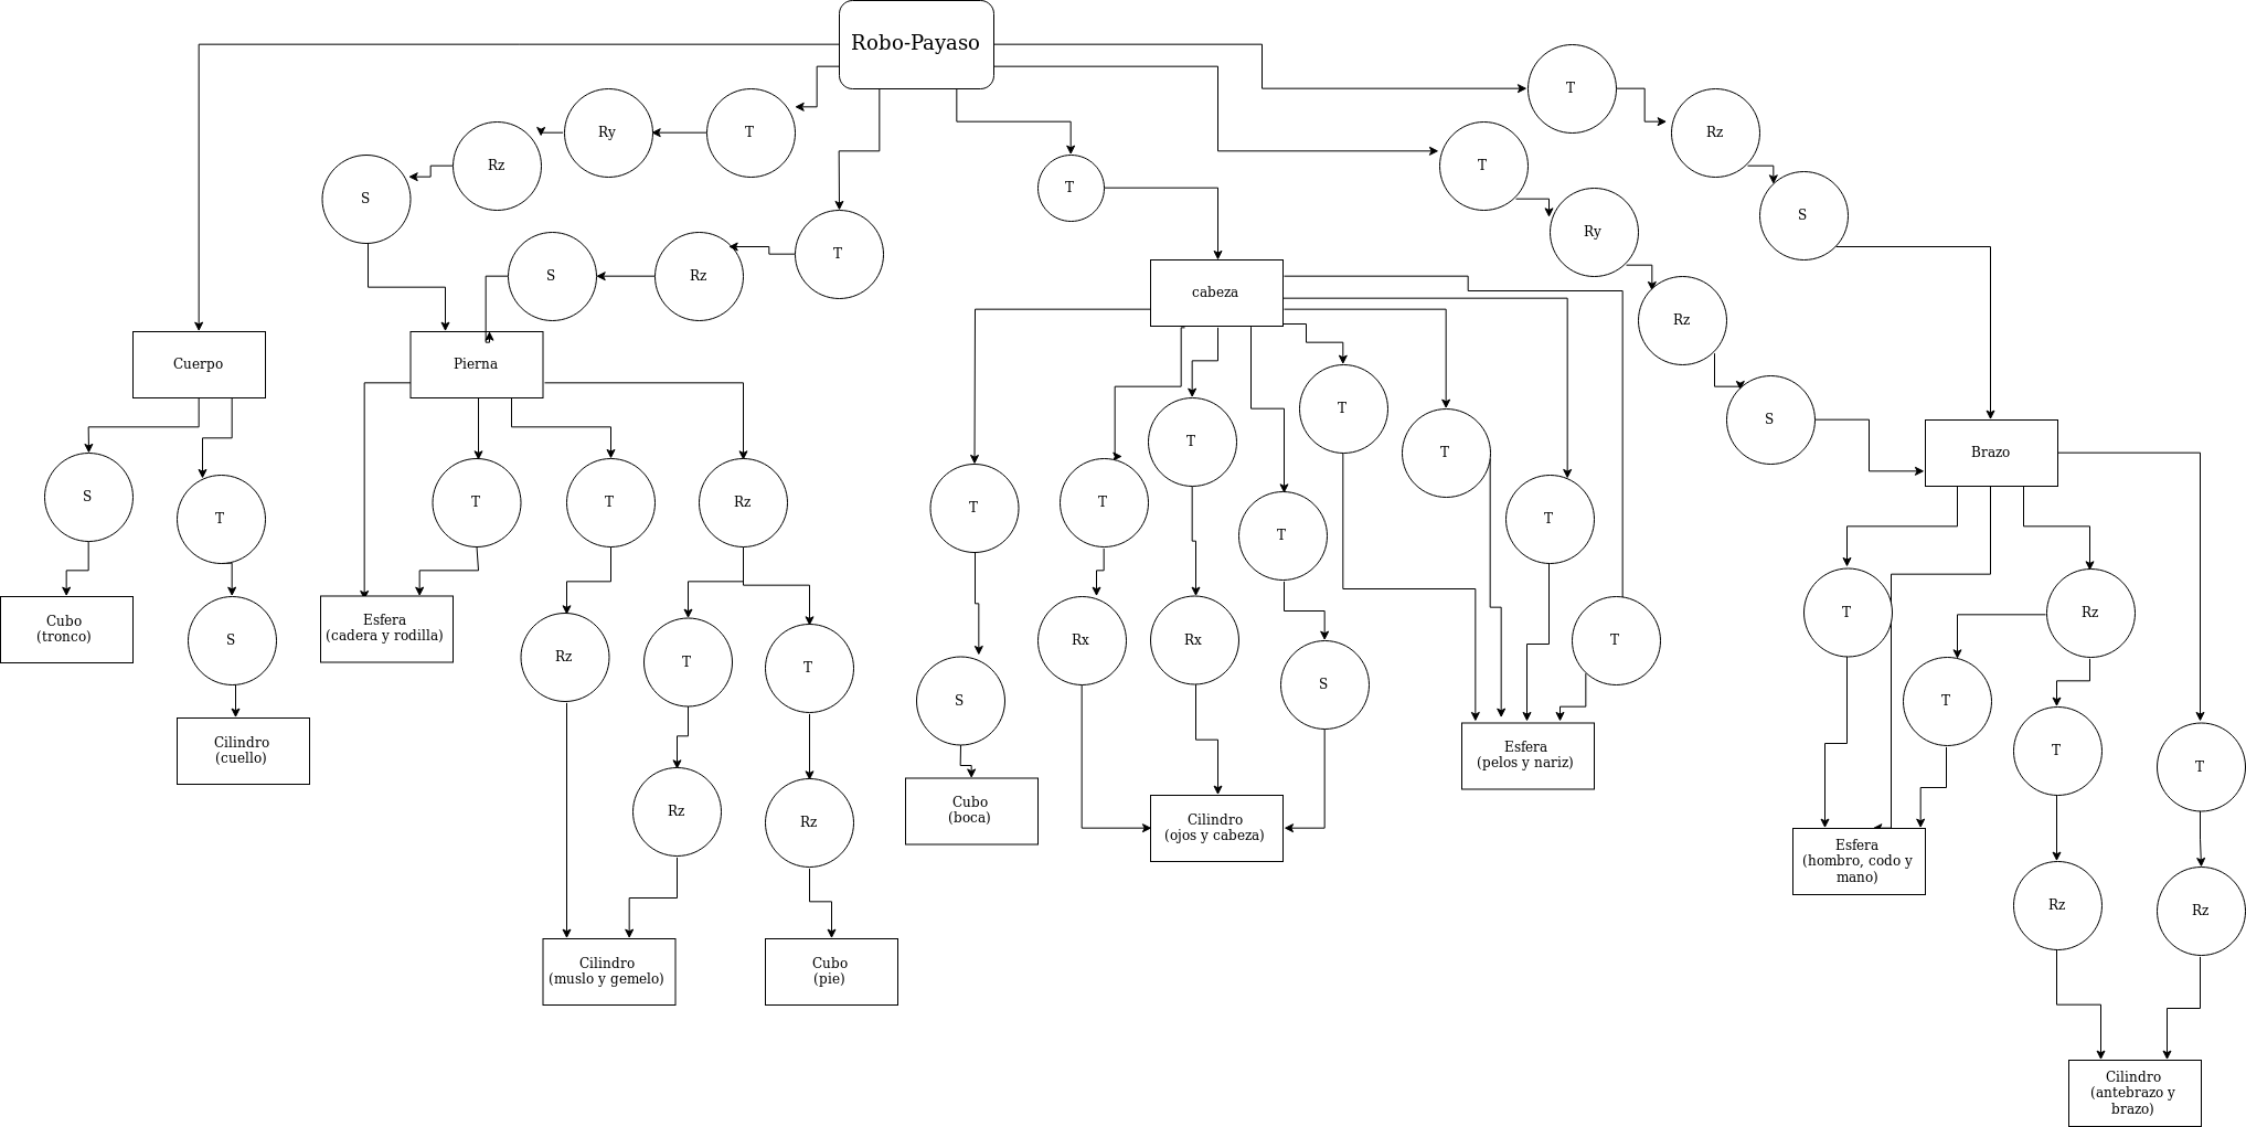 Robo-Payaso
T
Rz
S
T
Ry
Rz
S
T
Ry
Rz
S
T
Rz
S
T
cabeza
Cuerpo
Pierna
Brazo
S
T
S
Cubo
(tronco)
Cilindro
(cuello)
T
T
Rz
Esfera
(cadera y rodilla)
Rz
T
T
Rz
Rz
Cilindro
(muslo y gemelo)
Cubo
(pie)
T
T
T
T
T
T
T
T
S
Rx
Rx
S
Cubo
(boca)
Cilindro
(ojos y cabeza)
Esfera
(pelos y nariz)
T
Rz
T
T
T
Esfera
(hombro, codo y
mano)
Rz
Rz
Cilindro
(antebrazo y
brazo)